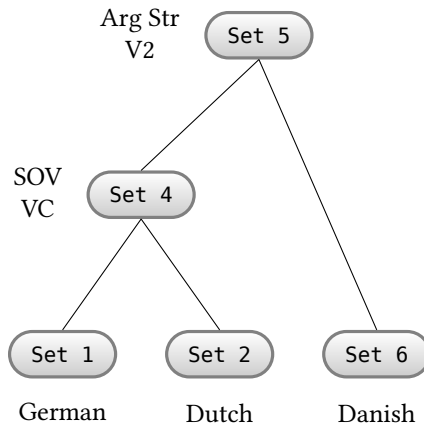 Arg Str
V2
Set 5
SOV
VC
Set 4
Set 1
Set 2
Set 6
German
Dutch
Danish